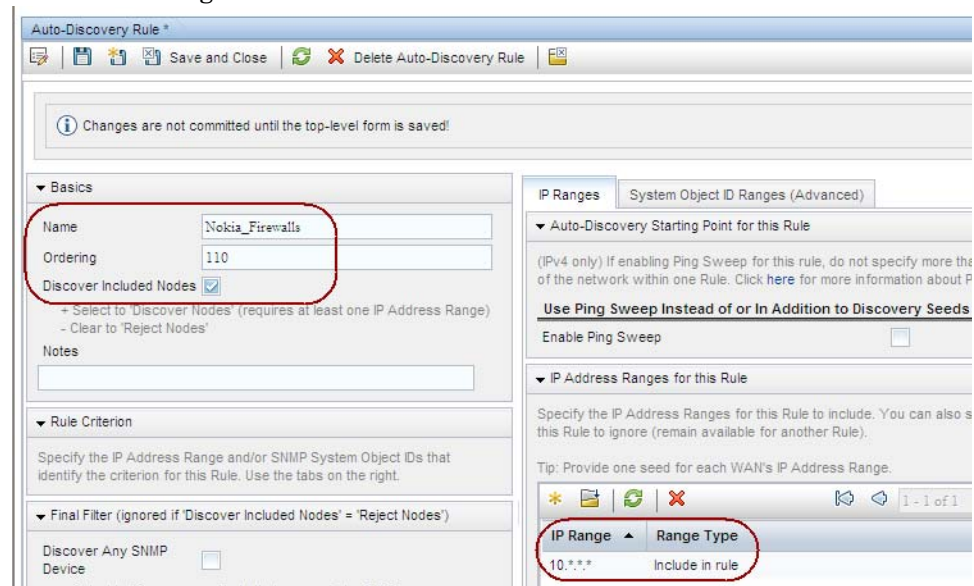 Auto-Discovery Rule *
Save and Close
Delete Auto-Discovery Rule
Changes are not committed until the top-level form is saved!
Basics
Name
Nokia_Firewalls
Ordering
110
Discover Included Nodes
+ Select to 'Discover Nodes' (requires at least one IP Address Range)
- Clear to 'Reject Nodes'
Notes
Rule Criterion
Specify the IP Address Range and/or SNMP System Object IDs that
identify the criterion for this Rule. Use the tabs on the right.
Final Filter (ignored if 'Discover Included Nodes' = 'Reject Nodes')
Discover Any SNMP
Device
IP Ranges
System Object ID Ranges (Advanced)
Auto-Discovery Starting Point for this Rule
(IPv4 only) If enabling Ping Sweep for this rule, do not specify more tha
of the network within one Rule. Click here for more information about P
Use Ping Sweep Instead of or In Addition to Discovery Seeds
Enable Ping Sweep
IP Address Ranges for this Rule
Specify the IP Address Ranges for this Rule to include. You can also s
this Rule to ignore (remain available for another Rule).
Tip: Provide one seed for each WAN's IP Address Range.
1 - 1 of 1
IP Range
Range Type
10.*.*.*
Include in rule